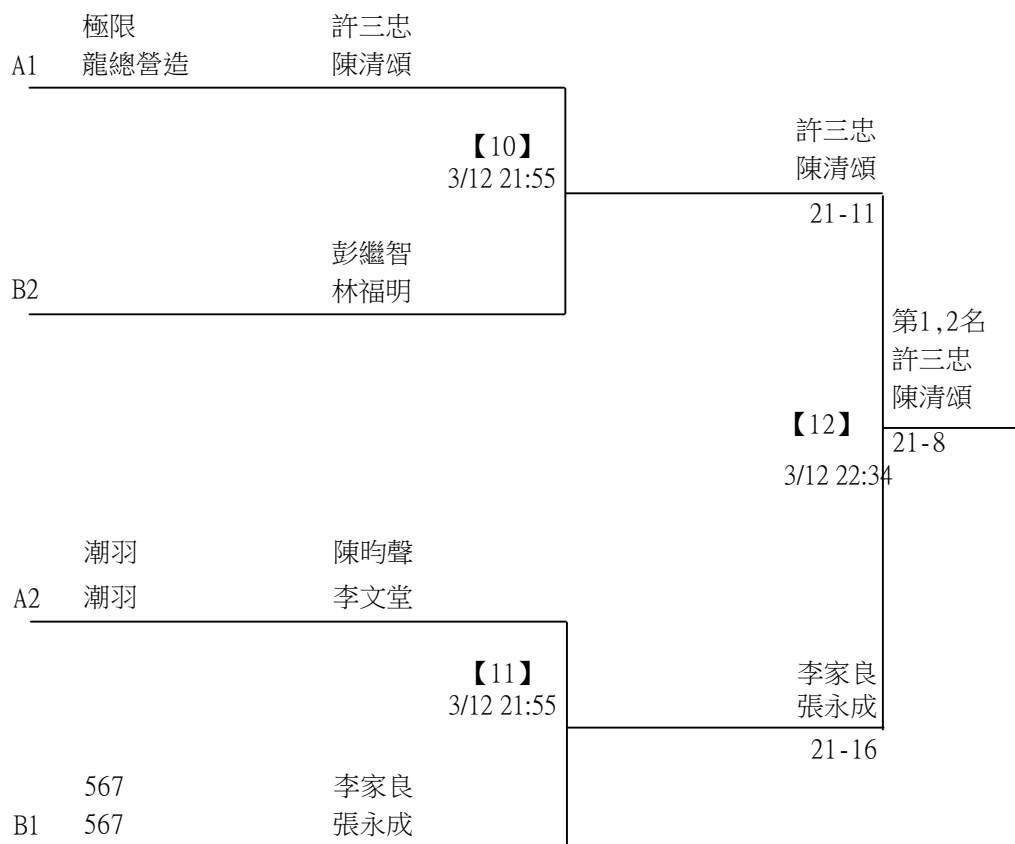 極限 許三忠
A1 龍總營造 陳清頌
【10】
3/12 21:55
許三忠
陳清頌
21-11
彭繼智
B2 林福明
第1,2名
許三忠
陳清頌
【12】
21-8
3/12 22:34
潮羽 陳昀聲
A2 潮羽 李文堂
【11】
3/12 21:55
李家良
張永成
21-16
567 李家良
B1 567 張永成